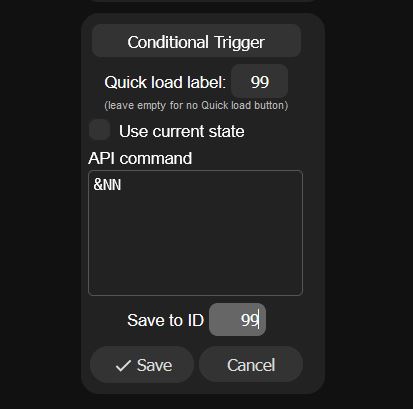 Conditional Trigger
Quick load label: 99
(leave empty for no Quick load button)
Use current state
API command
&NN
Save to ID 99
Save Cancel